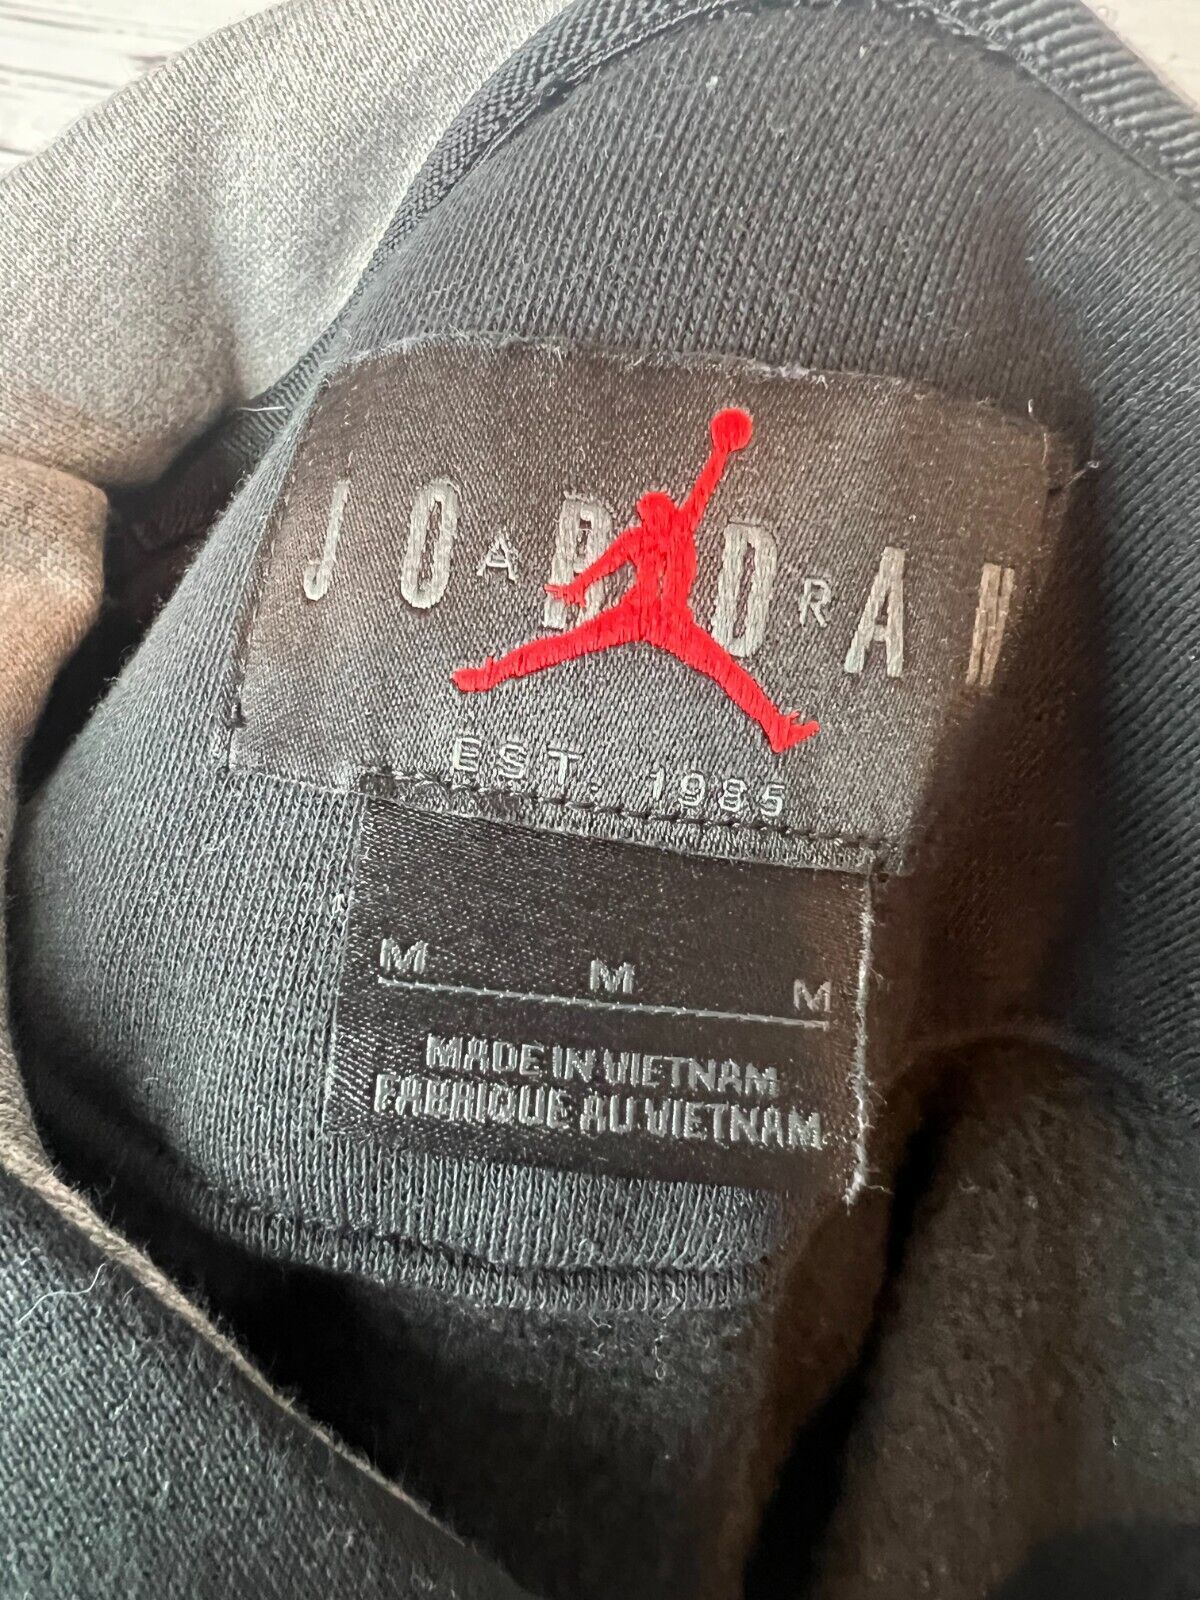 JORDAN
AIR
EST. 1985
M M M
MADE IN VIETNAM
FABRIQUE AU VIETNAM